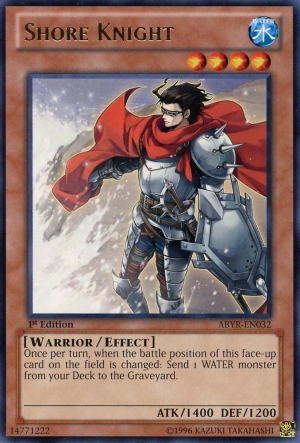 SHORE KNIGHT
WATER
水
1st Edition
ABYR-EN032
[WARRIOR / EFFECT]
Once per turn, when the battle position of this face-up
card on the field is changed: Send 1 WATER monster
from your Deck to the Graveyard.
ATK/1400 DEF/1200
14771222
©1996 KAZUKI TAKAHASHI